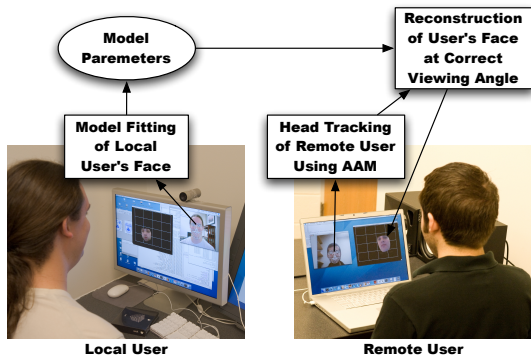 Model
Paremeters
Reconstruction
of User's Face
at Correct
Viewing Angle
Model Fitting
of Local
User's Face
Head Tracking
of Remote User
Using AAM
Local User
Remote User